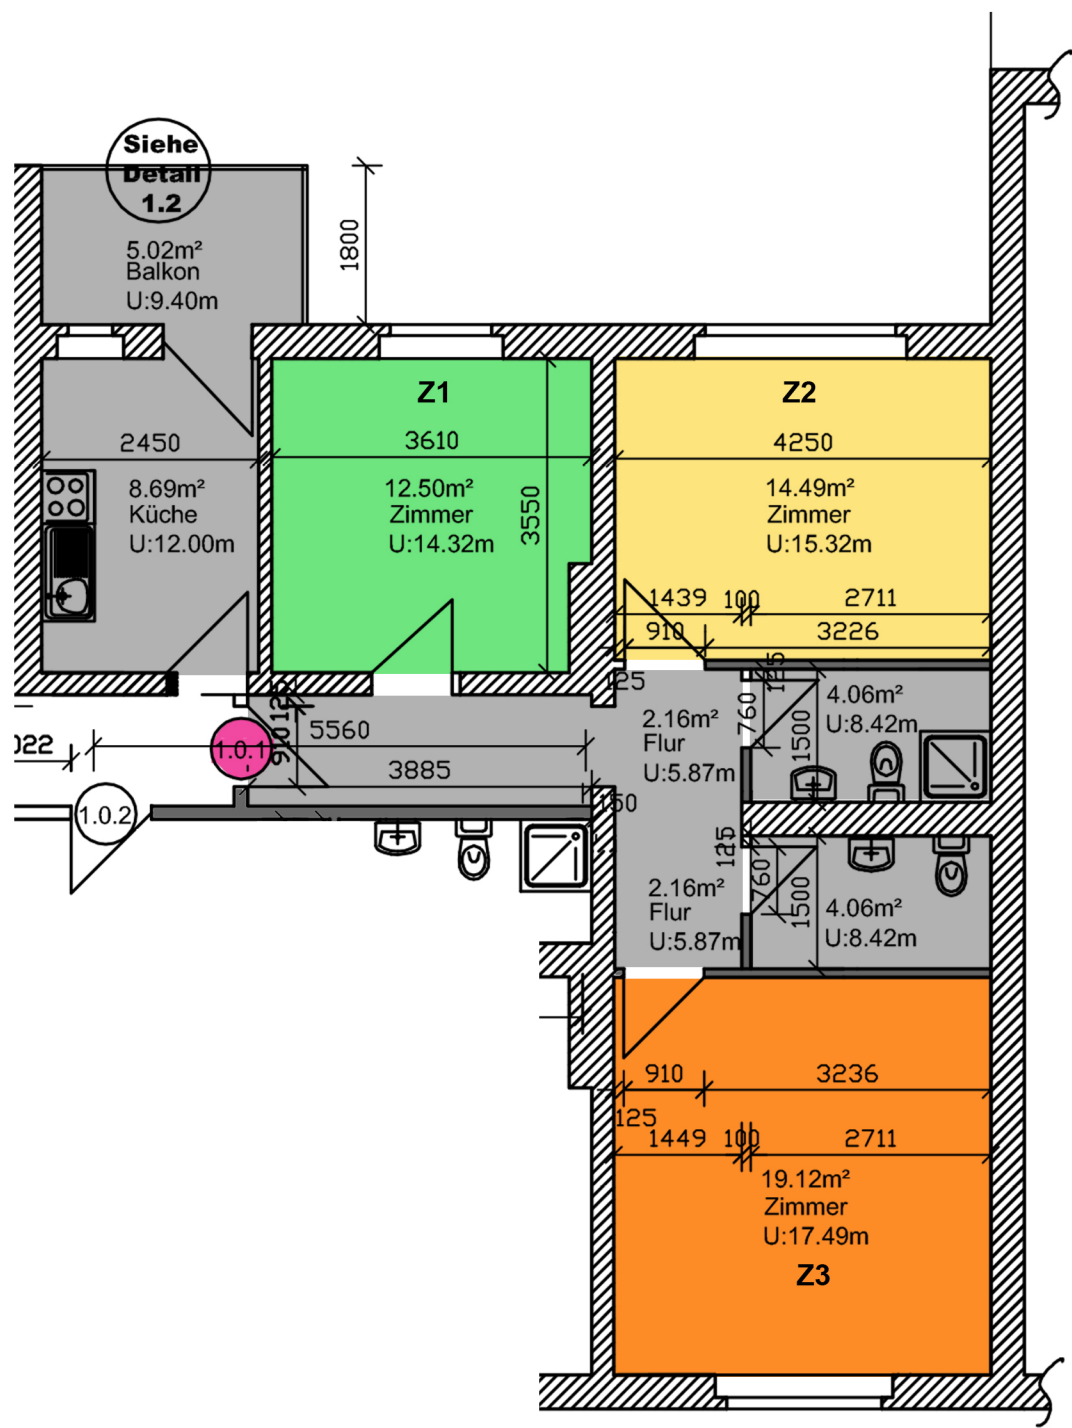 Siehe
Detail
1.2
5.02m²
Balkon
U:9.40m
1800
Z1
Z2
2450
3610
4250
3550
8.69m²
Küche
U:12.00m
12.50m²
Zimmer
U:14.32m
14.49m²
Zimmer
U:15.32m
1439
100
2711
910
3226
125
125
125
4.06m²
U:8.42m
2.16m²
Flur
U:5.87m
760
1500
022
1.0.1
910
5560
3885
150
1.0.2
125
760
1500
2.16m²
Flur
U:5.87m
4.06m²
U:8.42m
910
3236
125
1449
100
2711
19.12m²
Zimmer
U:17.49m
Z3